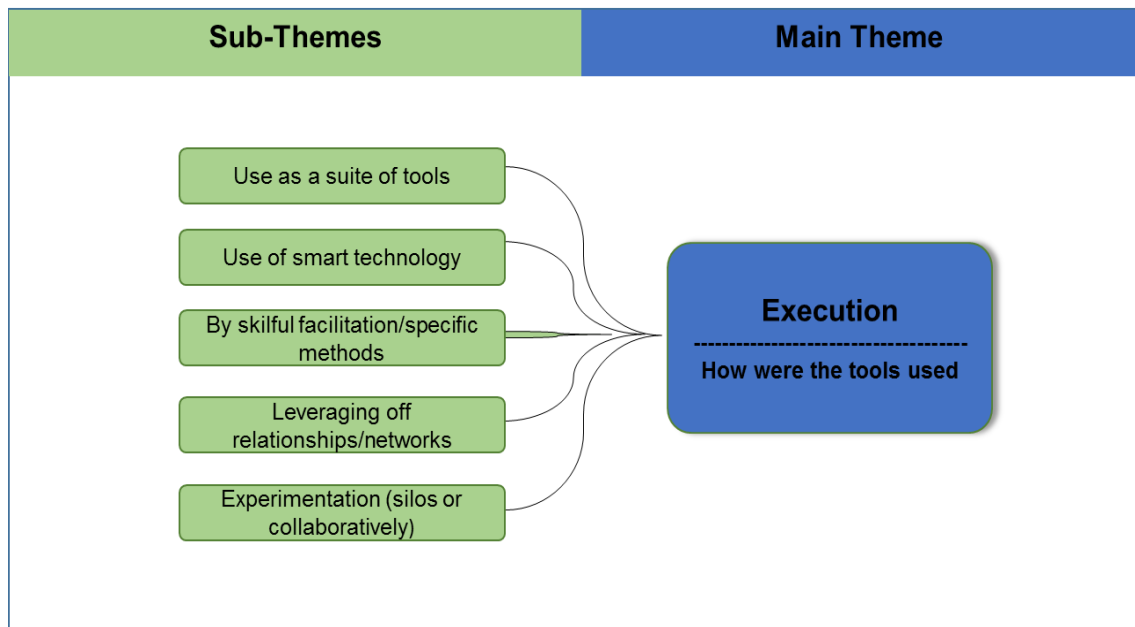 Sub-Themes
Main Theme
Use as a suite of tools
Use of smart technology
By skilful facilitation/specific
methods
Leveraging off
relationships/networks
Experimentation (silos or
collaboratively)
Execution
--------------------------------------
How were the tools used